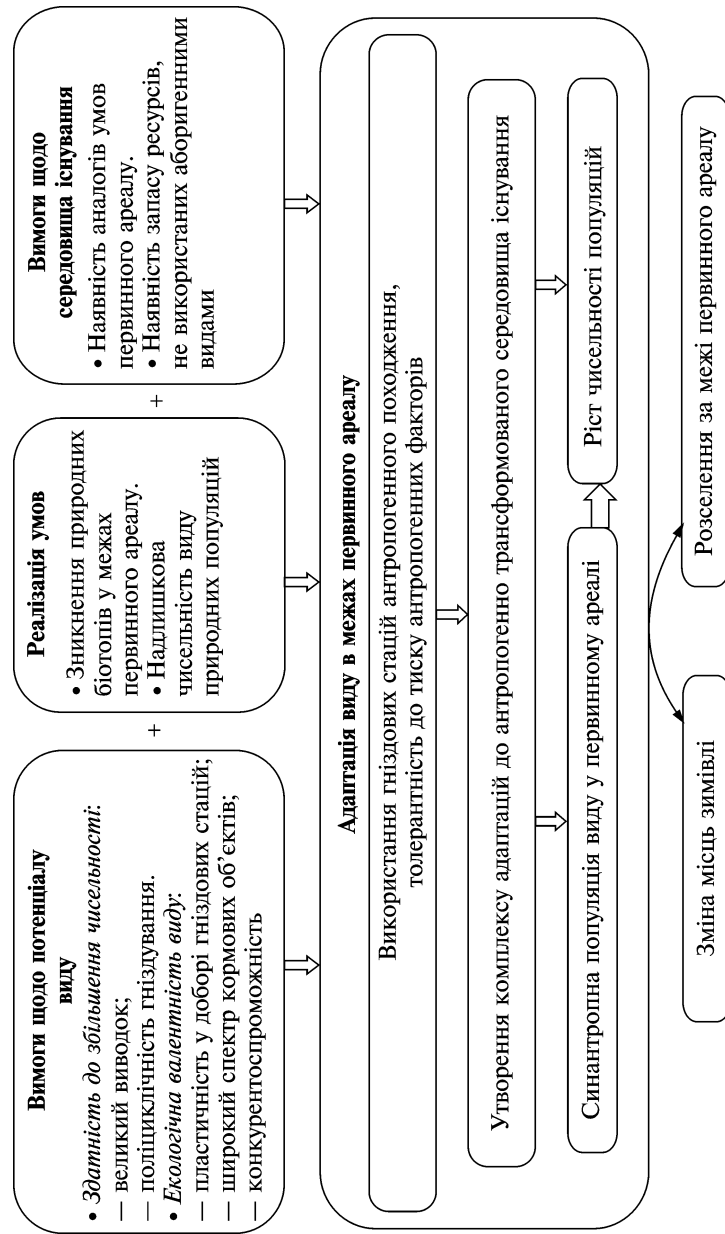 Вимоги щодо потенціалу
виду
• Здатність до збільшення чисельності:
— великий виводок;
— поліциклічність гніздування.
• Екологічна валентність виду:
— пластичність у доборі гніздових стацій;
— широкий спектр кормових об’єктів;
— конкурентоспроможність
+
Реалізація умов
• Зникнення природних
біотопів у межах
первинного ареалу.
• Надлишкова
чисельність виду
природних популяцій
+
Вимоги щодо
середовища існування
• Наявність аналогів умов
первинного ареалу.
• Наявність запасу ресурсів,
не використаних аборигенними
видами
Адаптація виду в межах первинного ареалу
Використання гніздових стацій антропогенного походження,
толерантність до тиску антропогенних факторів
Утворення комплексу адаптацій до антропогенно трансформованого середовища існування
Синантропна популяція виду у первинному ареалі
Ріст чисельності популяцій
Зміна місць зимівлі
Розселення за межі первинного ареалу